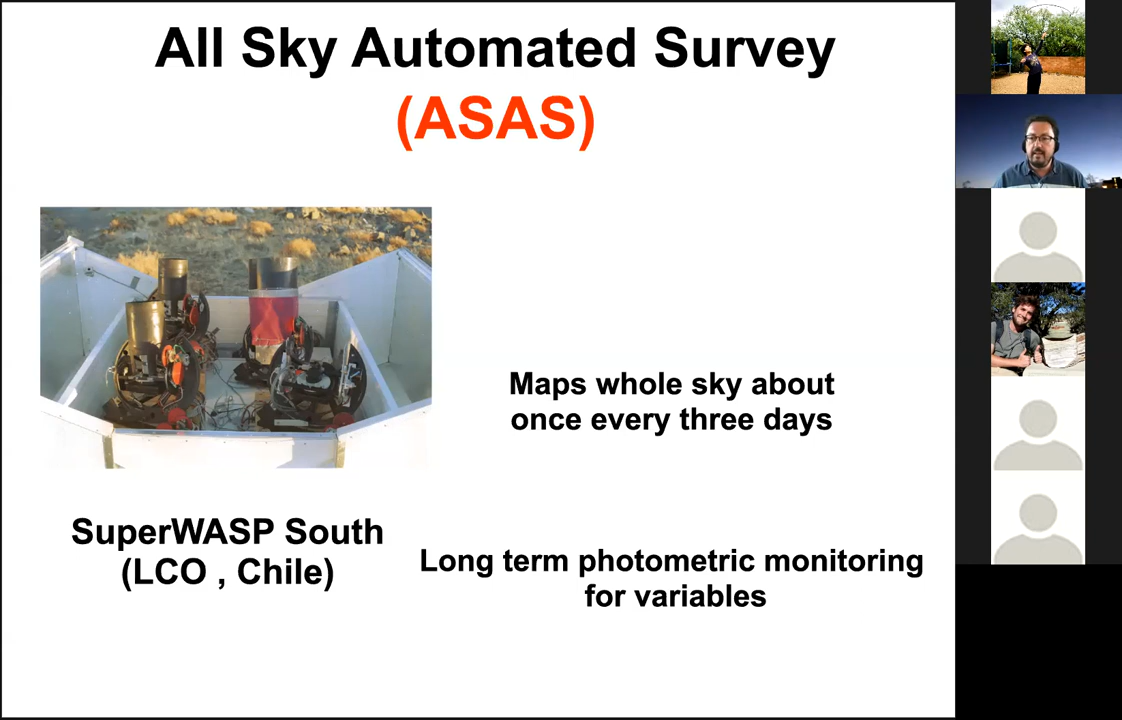 All Sky Automated Survey
(ASAS)
Maps whole sky about
once every three days
SuperWASP South
(LCO , Chile)
Long term photometric monitoring
for variables